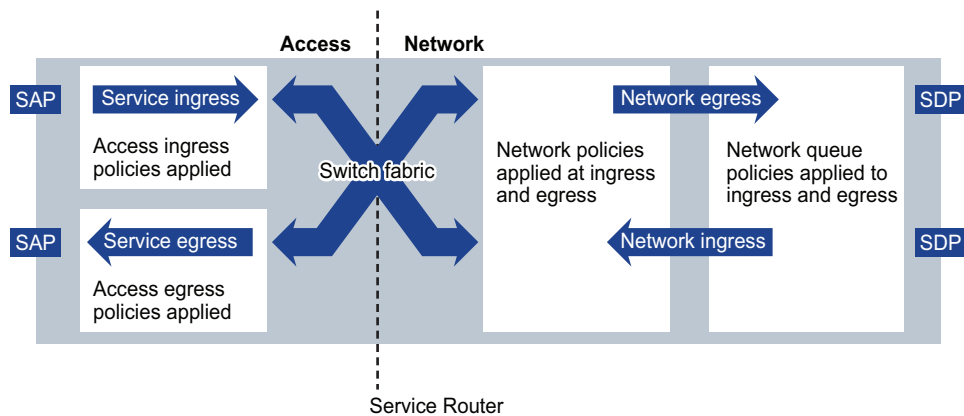 Access
Network
SAP
Service ingress
Access ingress
policies applied
Switch fabric
SAP
Service egress
Access egress
policies applied
Network egress
SDP
Network policies
applied at ingress
and egress
Network queue
policies applied to
ingress and egress
Network ingress
SDP
Service Router